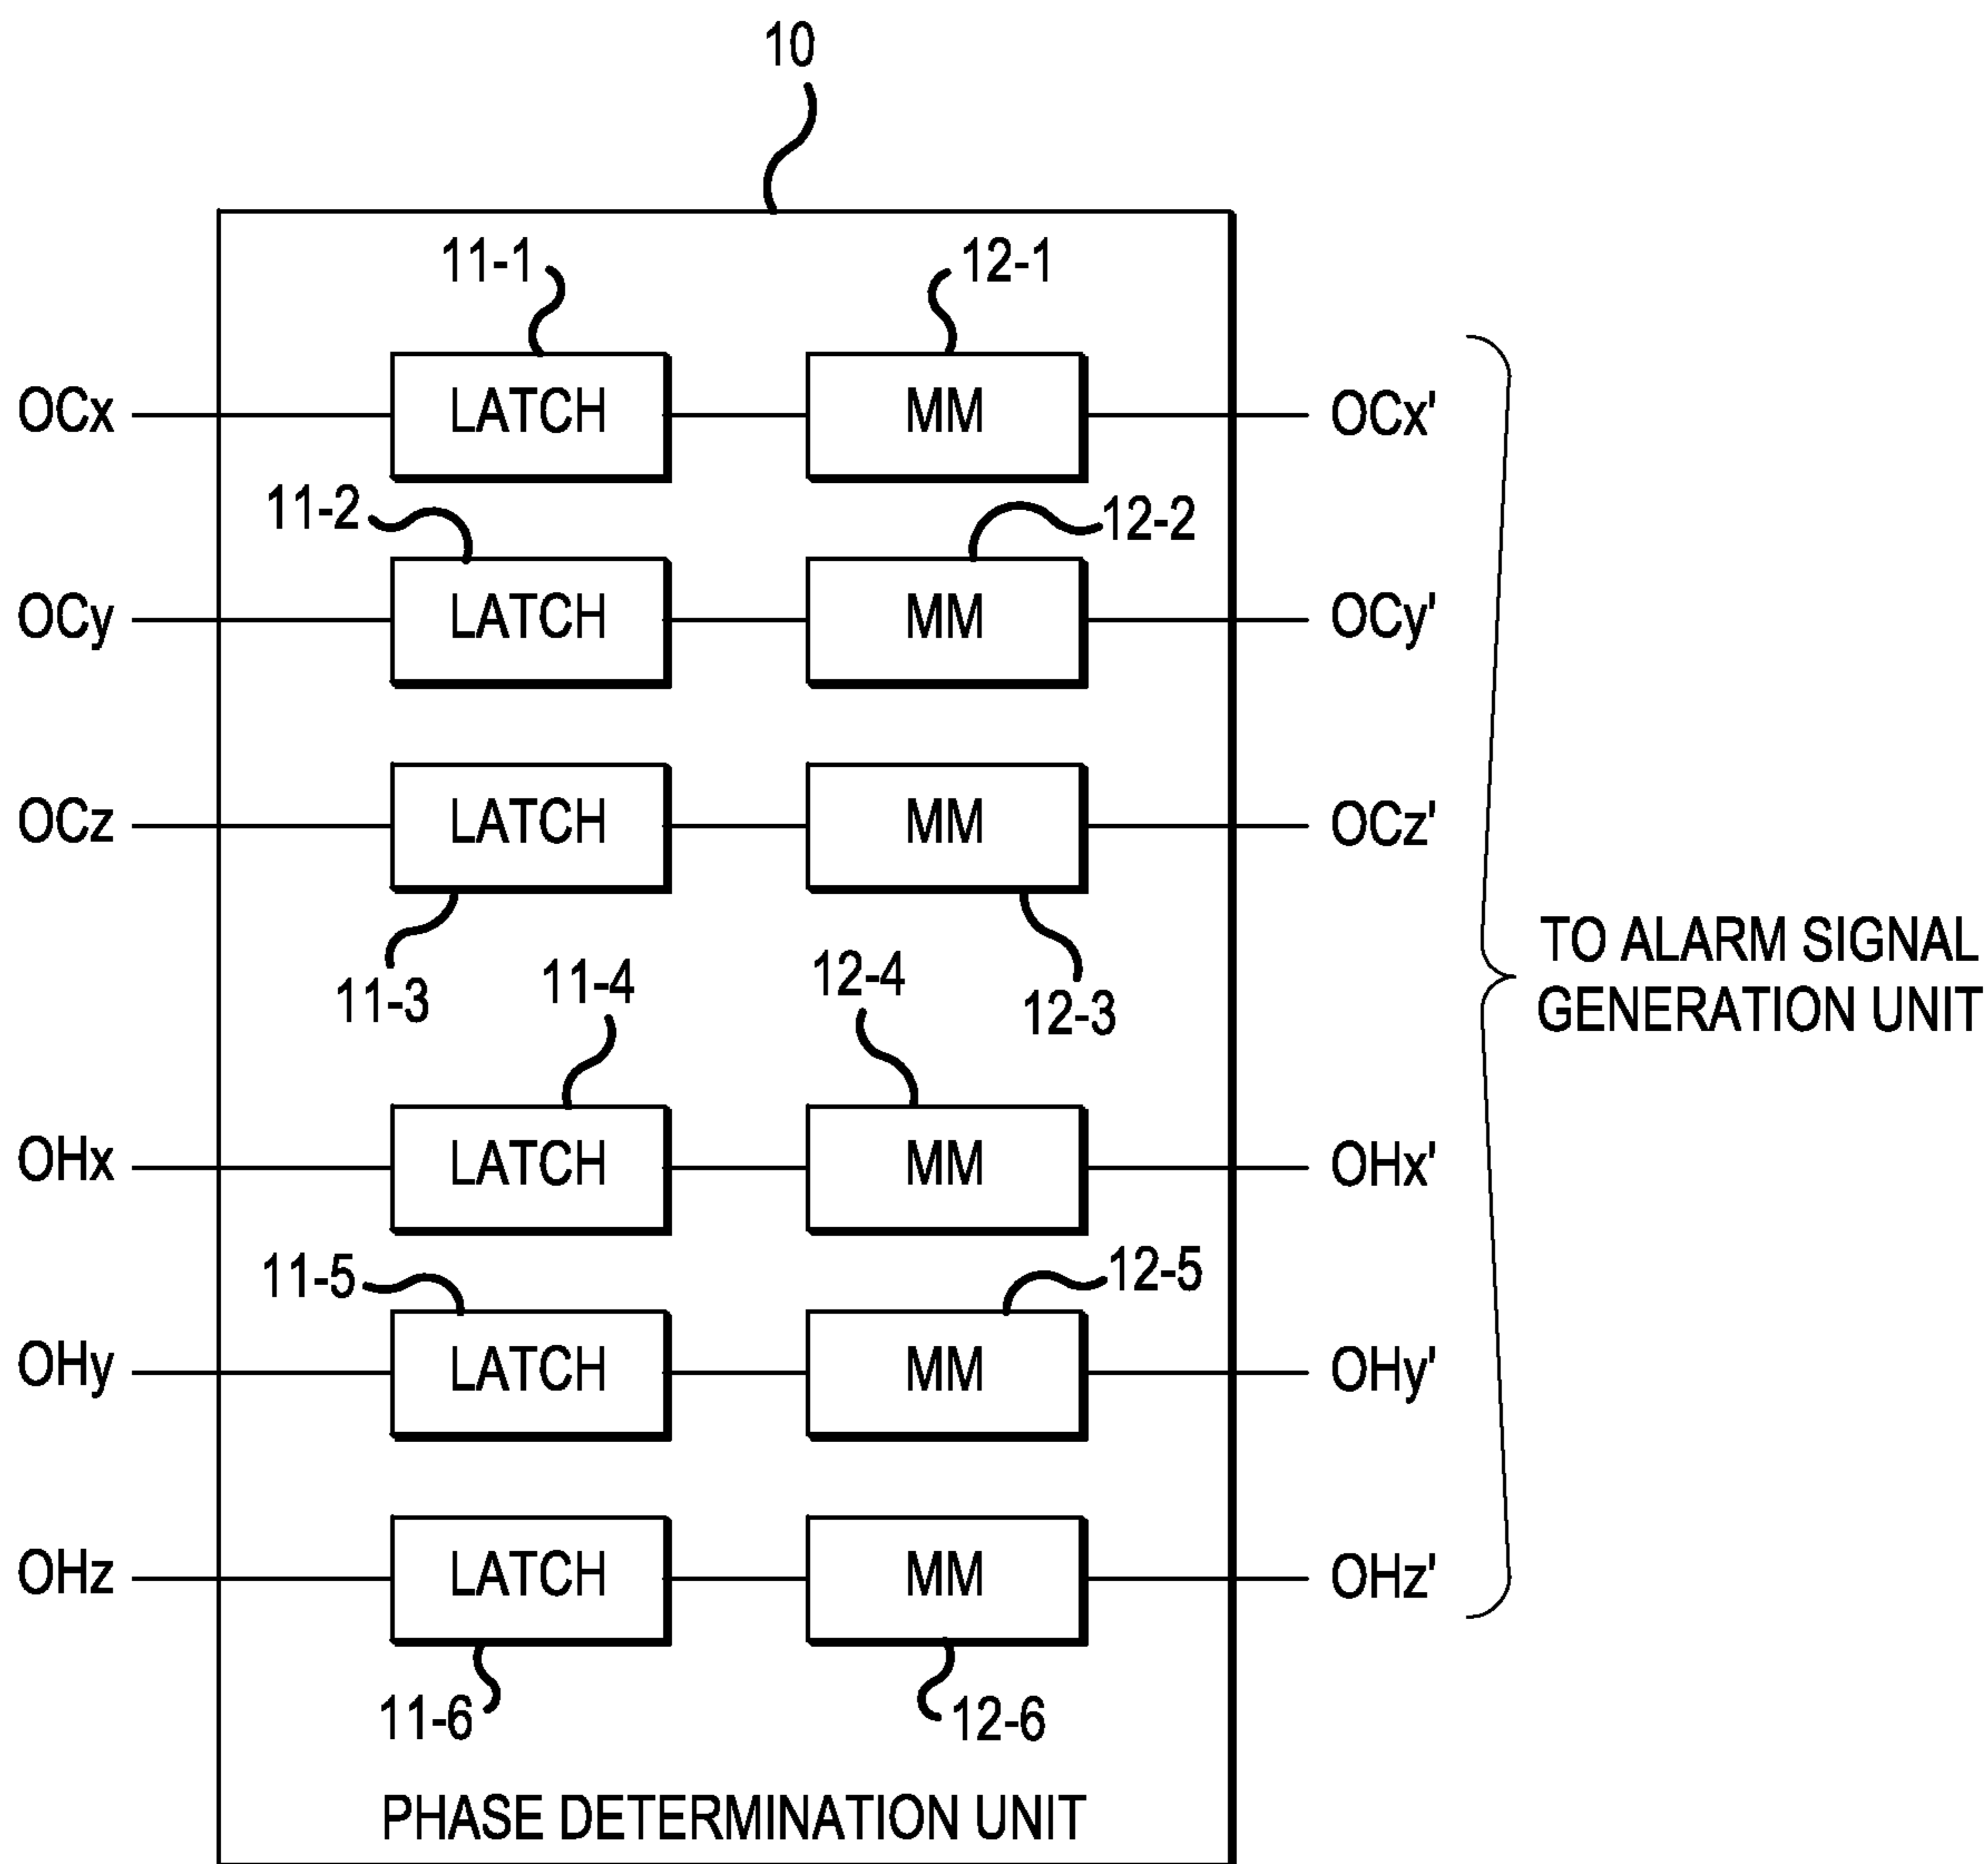 10
11-1
12-1
OCx
LATCH
MM
OCx'
11-2
12-2
OCy
LATCH
MM
OCy'
OCz
LATCH
MM
OCz'
11-3
12-3
TO ALARM SIGNAL
GENERATION UNIT
11-4
12-4
OHx
LATCH
MM
OHx'
11-5
12-5
OHy
LATCH
MM
OHy'
OHz
LATCH
MM
OHz'
11-6
12-6
PHASE DETERMINATION UNIT